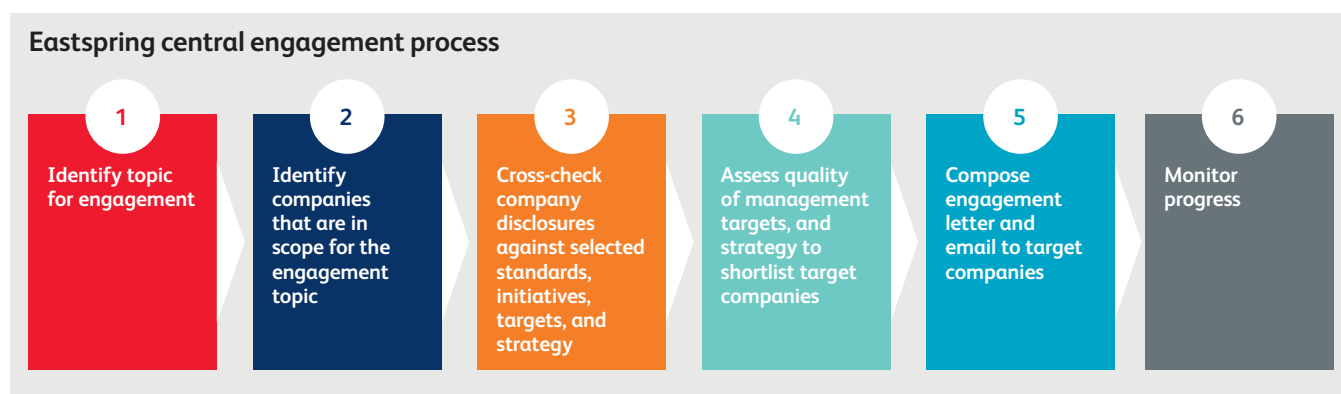 Eastspring central engagement process
1
Identify topic
for engagement
2
Identify
companies
that are in
scope for the
engagement
topic
3
Cross-check
company
disclosures
against selected
standards,
initiatives,
targets, and
strategy
4
Assess quality
of management
targets, and
strategy to
shortlist target
companies
5
Compose
engagement
letter and
email to target
companies
6
Monitor
progress